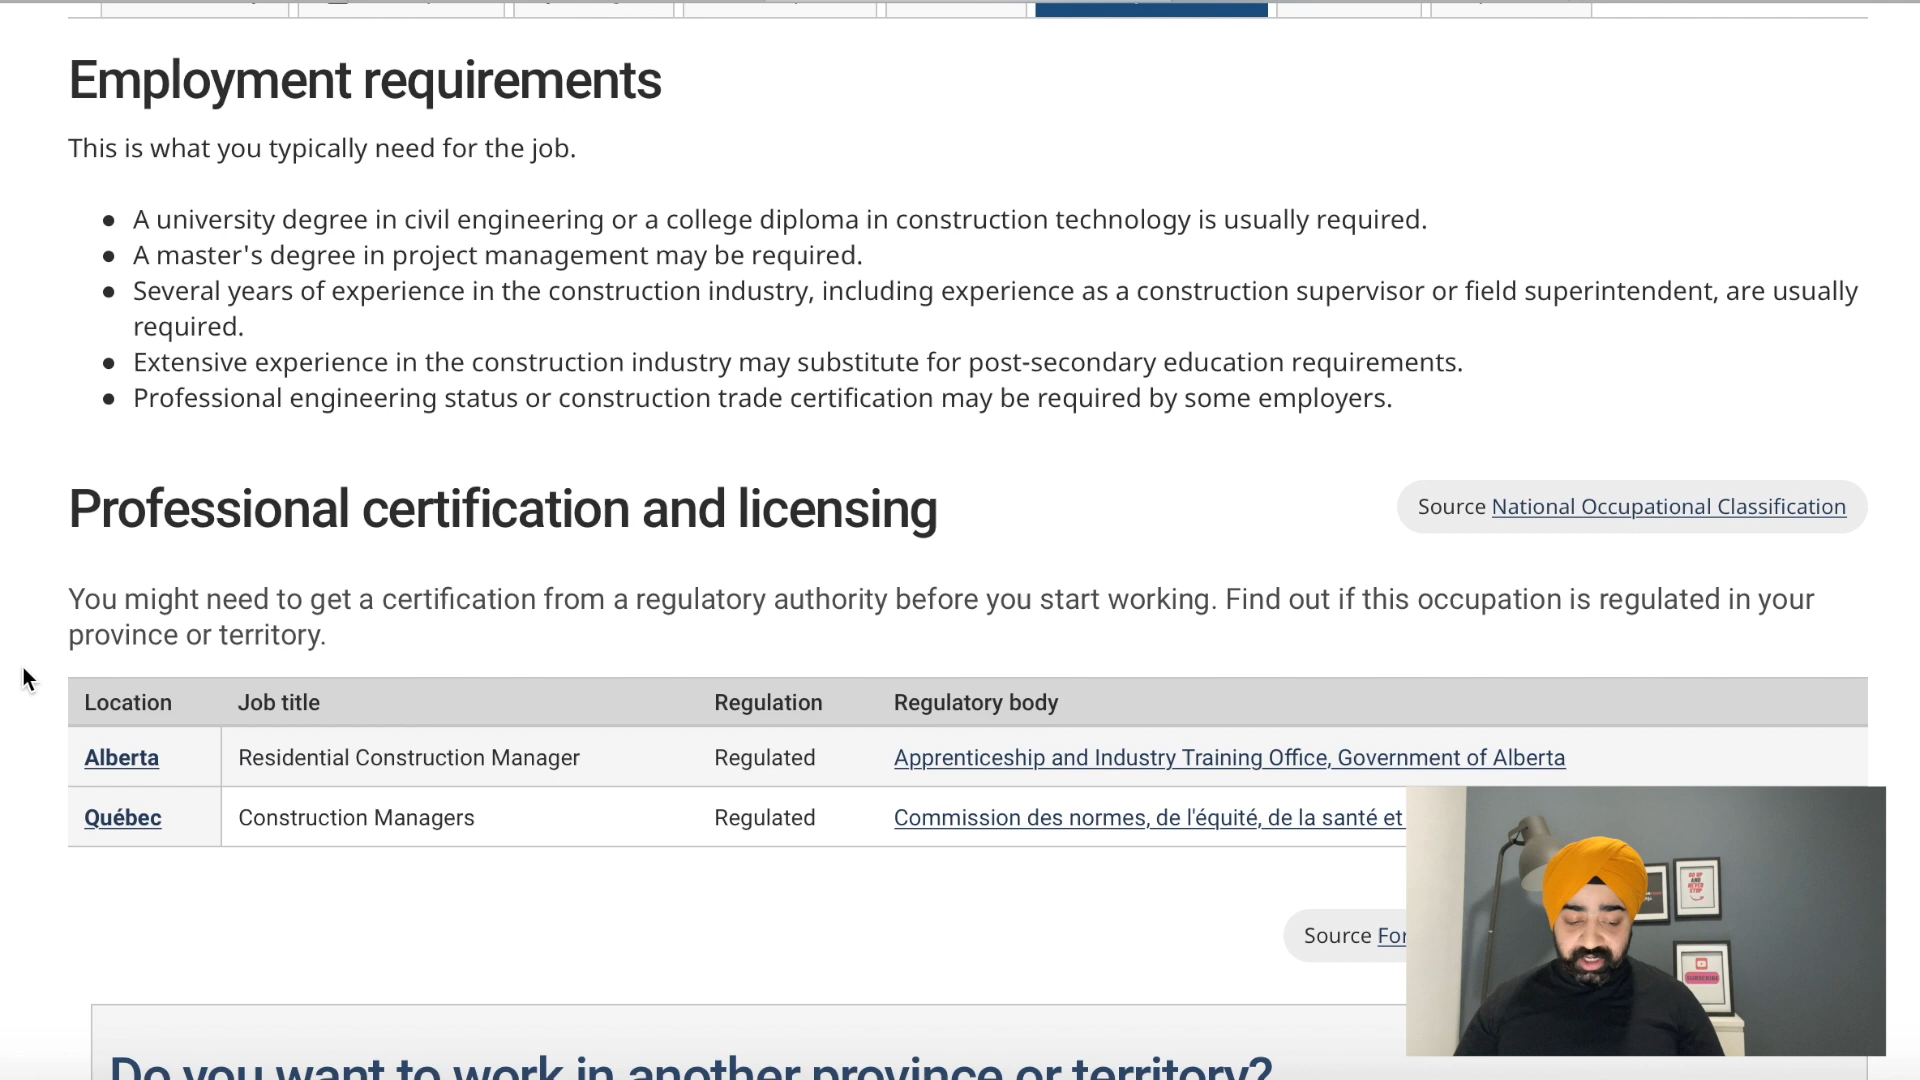 Employment requirements
This is what you typically need for the job.
● A university degree in civil engineering or a college diploma in construction technology is usually required.
● A master's degree in project management may be required.
● Several years of experience in the construction industry, including experience as a construction supervisor or field superintendent, are usually
required.
● Extensive experience in the construction industry may substitute for post-secondary education requirements.
● Professional engineering status or construction trade certification may be required by some employers.
Professional certification and licensing
Source National Occupational Classification
You might need to get a certification from a regulatory authority before you start working. Find out if this occupation is regulated in your
province or territory.
Location Job title Regulation Regulatory body
Alberta Residential Construction Manager Regulated Apprenticeship and Industry Training Office, Government of Alberta
Québec Construction Managers Regulated Commission des normes, de l'équité, de la santé et
Source For
GO UP
AND
NEVER
STOP
SUBSCRIBE
Do you want to work in another province or territory?